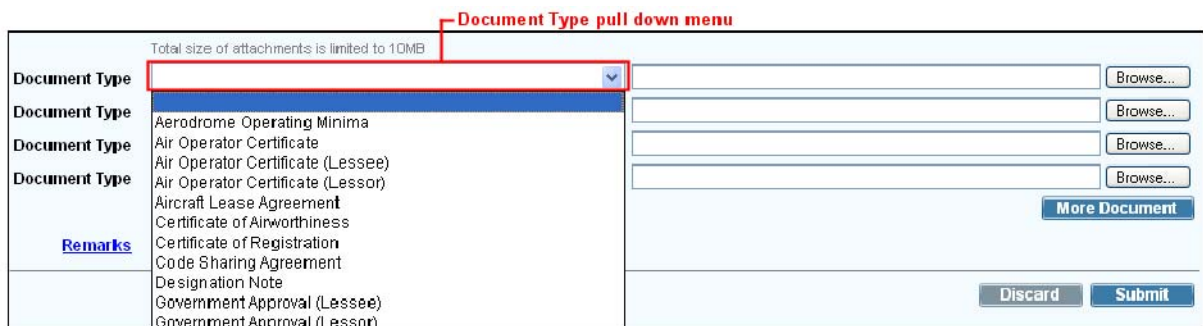 Document Type pull down menu
Total size of attachments is limited to 10MB
Document Type
Browse...
Document Type
Browse...
Document Type
Browse...
Document Type
Browse...
Aerodrome Operating Minima
Air Operator Certificate
Air Operator Certificate (Lessee)
Air Operator Certificate (Lessor)
Aircraft Lease Agreement
Certificate of Airworthiness
Certificate of Registration
Code Sharing Agreement
Designation Note
Government Approval (Lessee)
Government Approval (Lessor)
More Document
Remarks
Discard
Submit